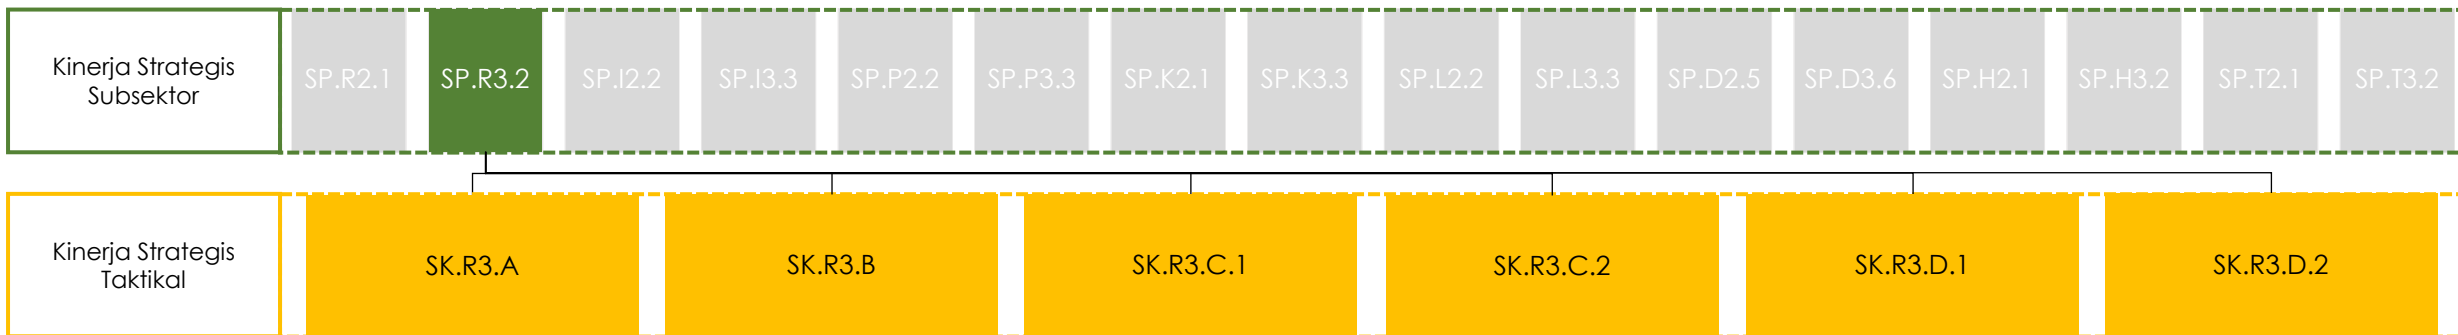 Kinerja Strategis
Subsektor
SP.R2.1
SP.R3.2
SP.I2.2
SP.I3.3
SP.P2.2
SP.P3.3
SP.K2.1
SP.K3.3
SP.L2.2
SP.L3.3
SP.D2.5
SP.D3.6
SP.H2.1
SP.H3.2
SP.T2.1
SP.T3.2
Kinerja Strategis
Taktikal
SK.R3.A
SK.R3.B
SK.R3.C.1
SK.R3.C.2
SK.R3.D.1
SK.R3.D.2